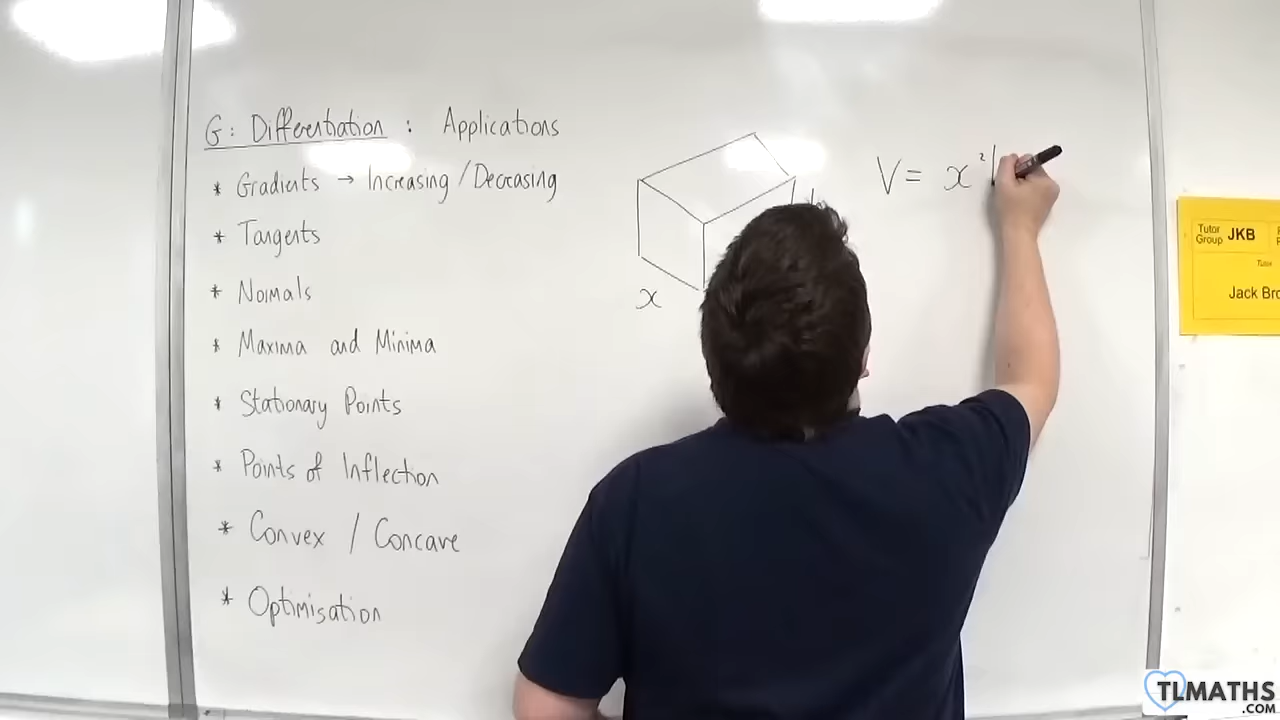 G: Differentiation : Applications
* Gradients → Increasing / Decreasing
* Tangents
* Normals
* Maxima and Minima
* Stationary Points
* Points of Inflection
* Convex / Concave
* Optimisation
x
V = x²
Tutor Group JKB
Tutor
Jack Bro
TLMATHS
.COM